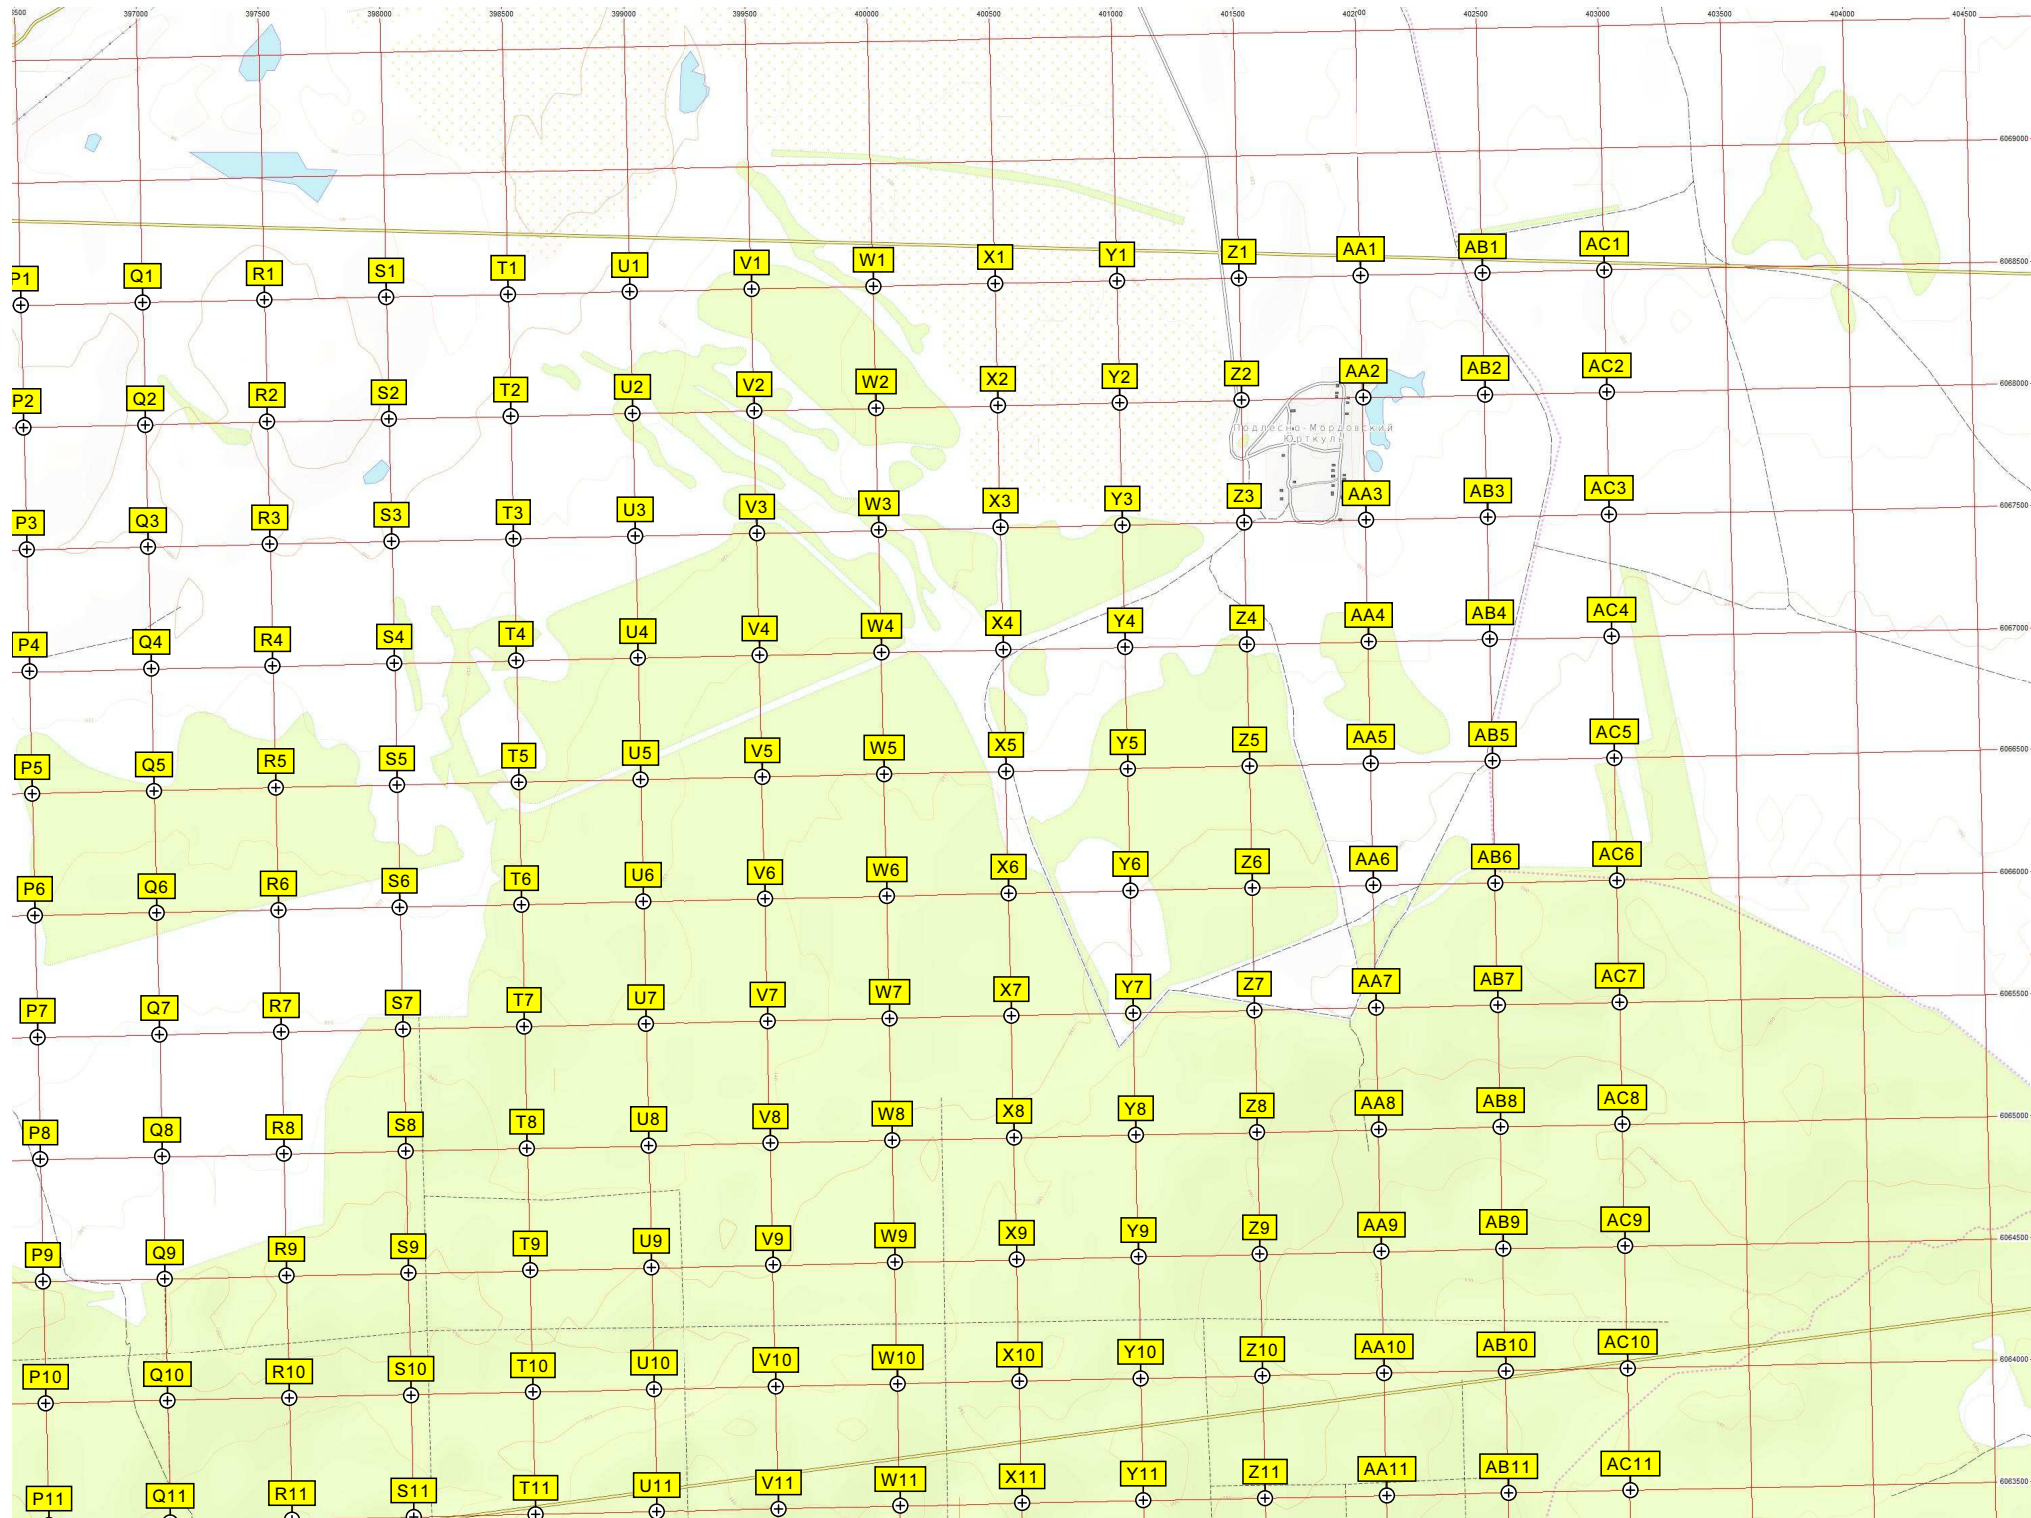 397000 397500 398000 398500 399000 399500 400000 400500 401000 401500 402000 402500 403000 403500 404000 404500
6069000
P1 Q1 R1 S1 T1 U1 V1 W1 X1 Y1 Z1 AA1 AB1 AC1
6068500
P2 Q2 R2 S2 T2 U2 V2 W2 X2 Y2 Z2 AA2 AB2 AC2
6068000
Подлесно-Мордовский
Юрткуль
P3 Q3 R3 S3 T3 U3 V3 W3 X3 Y3 Z3 AA3 AB3 AC3
6067500
P4 Q4 R4 S4 T4 U4 V4 W4 X4 Y4 Z4 AA4 AB4 AC4
6067000
P5 Q5 R5 S5 T5 U5 V5 W5 X5 Y5 Z5 AA5 AB5 AC5
6066500
P6 Q6 R6 S6 T6 U6 V6 W6 X6 Y6 Z6 AA6 AB6 AC6
6066000
P7 Q7 R7 S7 T7 U7 V7 W7 X7 Y7 Z7 AA7 AB7 AC7
6065500
P8 Q8 R8 S8 T8 U8 V8 W8 X8 Y8 Z8 AA8 AB8 AC8
6065000
P9 Q9 R9 S9 T9 U9 V9 W9 X9 Y9 Z9 AA9 AB9 AC9
6064500
P10 Q10 R10 S10 T10 U10 V10 W10 X10 Y10 Z10 AA10 AB10 AC10
6064000
P11 Q11 R11 S11 T11 U11 V11 W11 X11 Y11 Z11 AA11 AB11 AC11
6063500